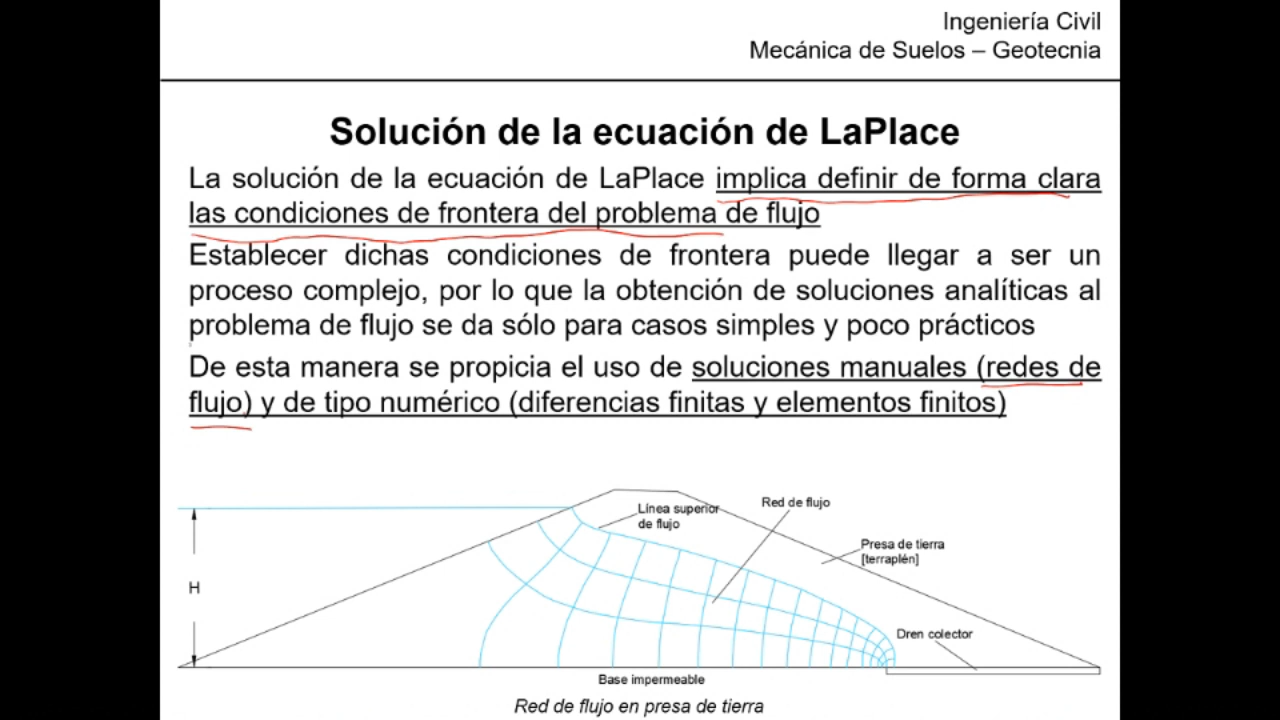 Ingeniería Civil
Mecánica de Suelos – Geotecnia
Solución de la ecuación de LaPlace
La solución de la ecuación de LaPlace implica definir de forma clara
las condiciones de frontera del problema de flujo
Establecer dichas condiciones de frontera puede llegar a ser un
proceso complejo, por lo que la obtención de soluciones analíticas al
problema de flujo se da sólo para casos simples y poco prácticos
De esta manera se propicia el uso de soluciones manuales (redes de
flujo) y de tipo numérico (diferencias finitas y elementos finitos)
Línea superior
de flujo
Red de flujo
Presa de tierra
[terraplén]
H
Dren colector
Base impermeable
Red de flujo en presa de tierra